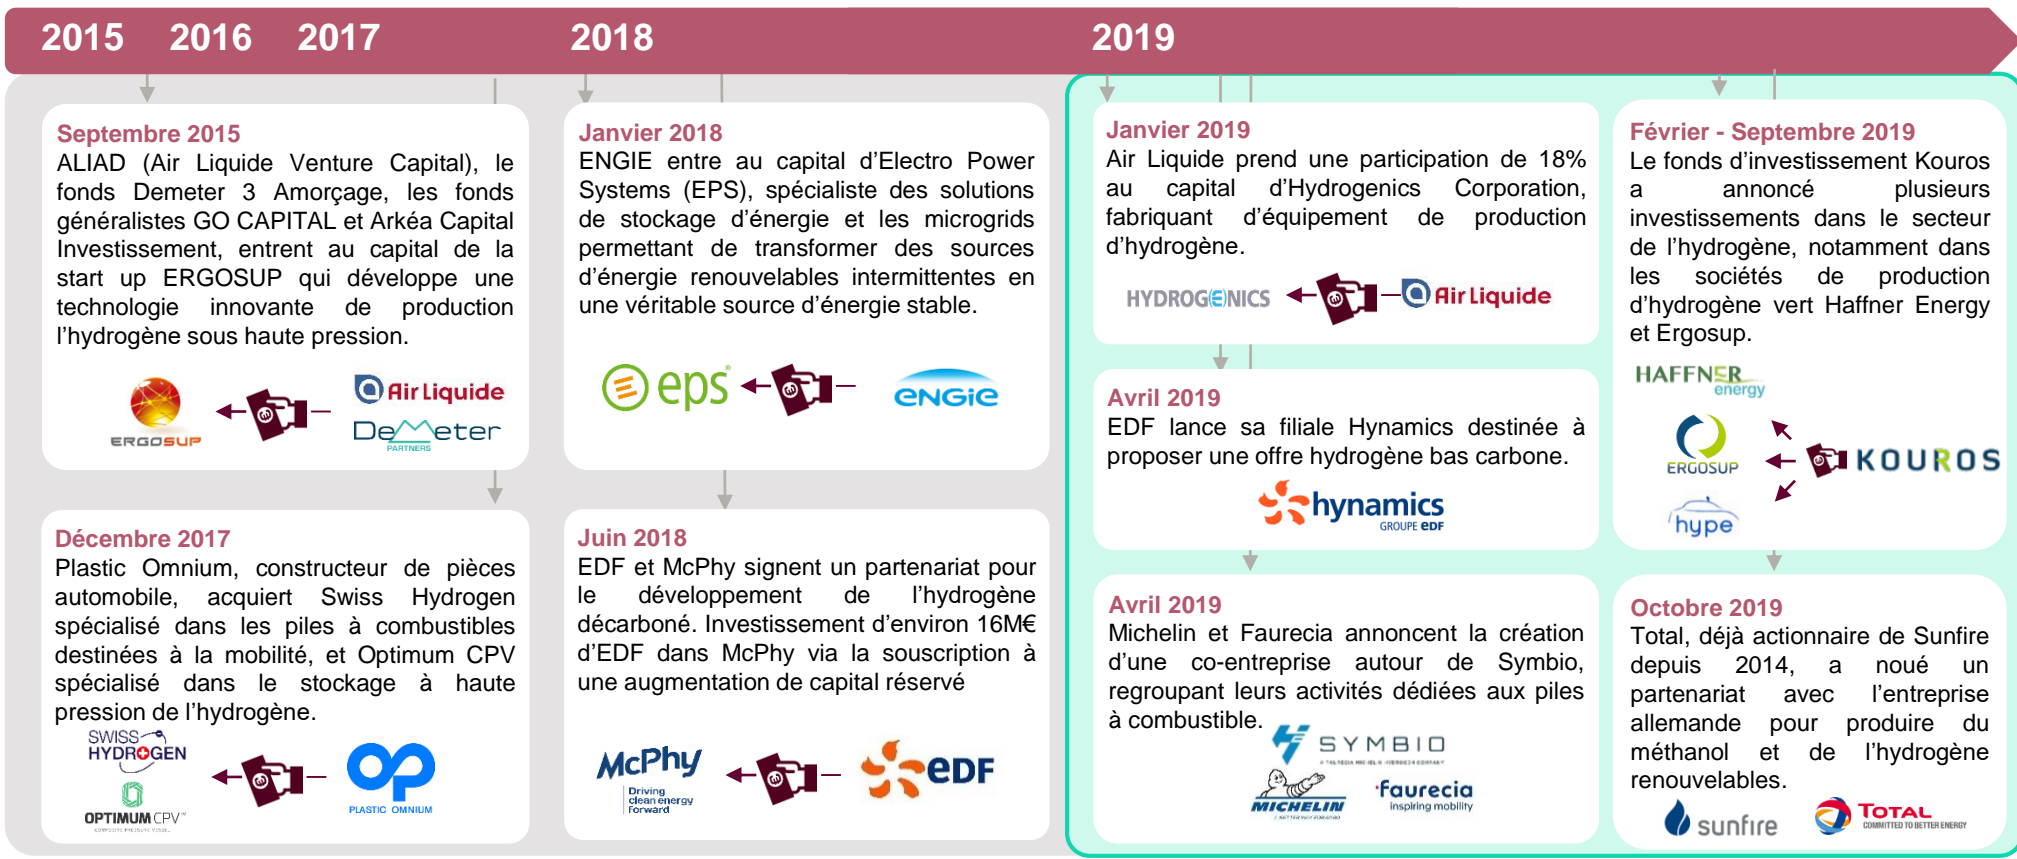 2015 2016 2017 2018 2019
Septembre 2015
ALIAD (Air Liquide Venture Capital), le
fonds Demeter 3 Amorçage, les fonds
généralistes GO CAPITAL et Arkéa Capital
Investissement, entrent au capital de la
start up ERGOSUP qui développe une
technologie innovante de production
l'hydrogène sous haute pression.
ERGOSUP
Air Liquide
DeMeter
PARTNERS
Décembre 2017
Plastic Omnium, constructeur de pièces
automobile, acquiert Swiss Hydrogen
spécialisé dans les piles à combustibles
destinées à la mobilité, et Optimum CPV
spécialisé dans le stockage à haute
pression de l'hydrogène.
SWISS
HYDROGEN
OPTIMUM CPV
COMPOSITE PRESSURE VESSEL
PLASTIC OMNIUM
Janvier 2018
ENGIE entre au capital d'Electro Power
Systems (EPS), spécialiste des solutions
de stockage d'énergie et les microgrids
permettant de transformer des sources
d'énergie renouvelables intermittentes en
une véritable source d'énergie stable.
eps
ENGIE
Juin 2018
EDF et McPhy signent un partenariat pour
le développement de l'hydrogène
décarboné. Investissement d'environ 16M€
d'EDF dans McPhy via la souscription à
une augmentation de capital réservé
McPhy
Driving
clean energy
forward
eDF
Janvier 2019
Air Liquide prend une participation de 18%
au capital d'Hydrogenics Corporation,
fabriquant d'équipement de production
d'hydrogène.
HYDROGENICS
Air Liquide
Avril 2019
EDF lance sa filiale Hynamics destinée à
proposer une offre hydrogène bas carbone.
hynamics
GROUPE eDF
Avril 2019
Michelin et Faurecia annoncent la création
d'une co-entreprise autour de Symbio,
regroupant leurs activités dédiées aux piles
à combustible.
SYMBIO
A FAURECIA MICHELIN HYDROGEN COMPANY
MICHELIN
A BETTER WAY FORWARD
faurecia
inspiring mobility
Février - Septembre 2019
Le fonds d'investissement Kouros
a annoncé plusieurs
investissements dans le secteur
de l'hydrogène, notamment dans
les sociétés de production
d'hydrogène vert Haffner Energy
et Ergosup.
HAFFNER
energy
ERGOSUP
KOUROS
hype
Octobre 2019
Total, déjà actionnaire de Sunfire
depuis 2014, a noué un
partenariat avec l'entreprise
allemande pour produire du
méthanol et de l'hydrogène
renouvelables.
sunfire
TOTAL
COMMITTED TO BETTER ENERGY